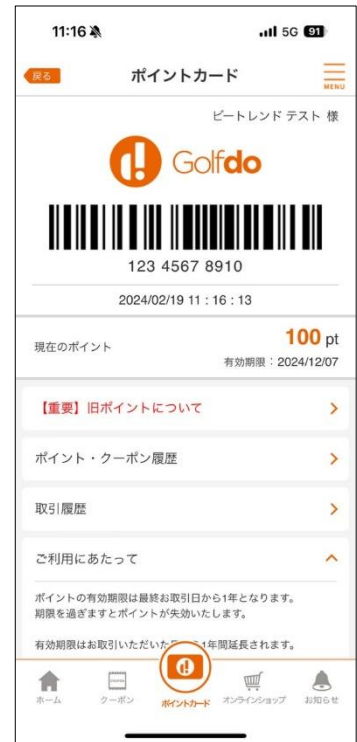 11:16 5G 91
戻る ポイントカード MENU
ビートレンド テスト 様
Golfdo
123 4567 8910
2024/02/19 11 : 16 : 13
現在のポイント 100 pt
有効期限：2024/12/07
【重要】旧ポイントについて
ポイント・クーポン履歴
取引履歴
ご利用にあたって
ポイントの有効期限は最終お取引日から1年となります。
期限を過ぎますとポイントが失効いたします。
有効期限はお取引いただいた 1年間延長されます。
ホーム クーポン ポイントカード オンラインショップ お知らせ